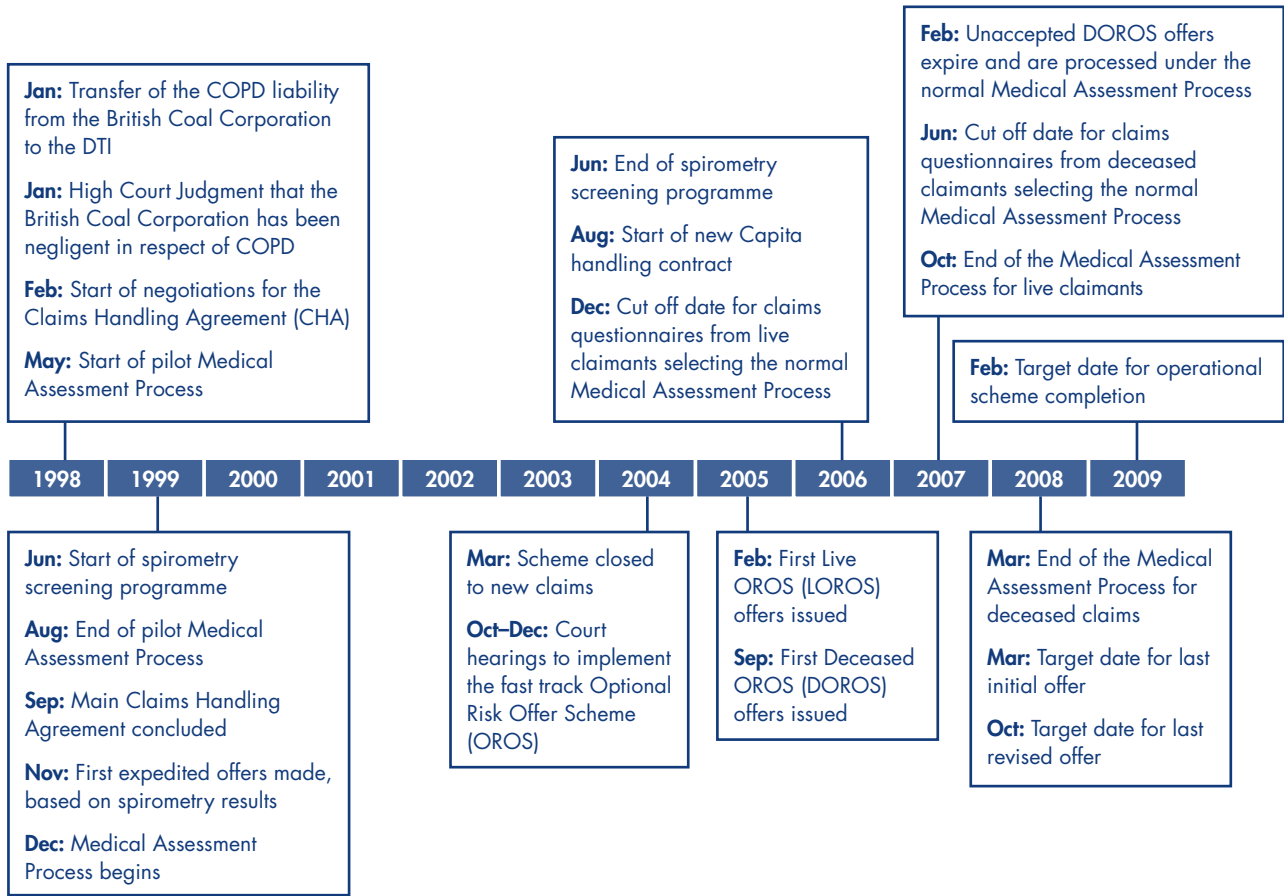 Jan: Transfer of the COPD liability
from the British Coal Corporation
to the DTI
Jan: High Court Judgment that the
British Coal Corporation has been
negligent in respect of COPD
Feb: Start of negotiations for the
Claims Handling Agreement (CHA)
May: Start of pilot Medical
Assessment Process
Jun: End of spirometry
screening programme
Aug: Start of new Capita
handling contract
Dec: Cut off date for claims
questionnaires from live
claimants selecting the normal
Medical Assessment Process
Feb: Unaccepted DOROS offers
expire and are processed under the
normal Medical Assessment Process
Jun: Cut off date for claims
questionnaires from deceased
claimants selecting the normal
Medical Assessment Process
Oct: End of the Medical Assessment
Process for live claimants
Feb: Target date for operational
scheme completion
1998 1999 2000 2001 2002 2003 2004 2005 2006 2007 2008 2009
Jun: Start of spirometry
screening programme
Aug: End of pilot Medical
Assessment Process
Sep: Main Claims Handling
Agreement concluded
Nov: First expedited offers made,
based on spirometry results
Dec: Medical Assessment
Process begins
Mar: Scheme closed
to new claims
Oct–Dec: Court
hearings to implement
the fast track Optional
Risk Offer Scheme
(OROS)
Feb: First Live
OROS (LOROS)
offers issued
Sep: First Deceased
OROS (DOROS)
offers issued
Mar: End of the Medical
Assessment Process for
deceased claims
Mar: Target date for last
initial offer
Oct: Target date for last
revised offer